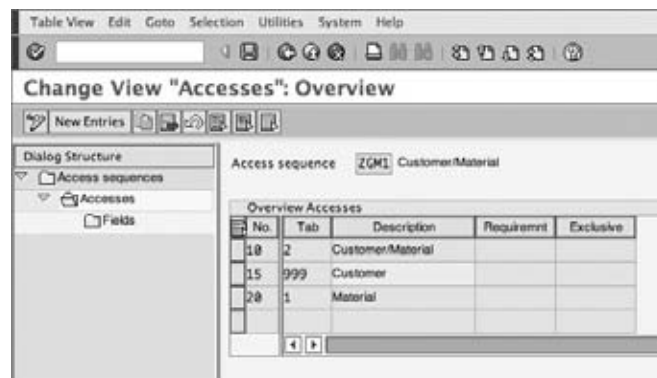 Table View Edit Goto Selection Utilities System Help
Change View "Accesses": Overview
New Entries
Dialog Structure
Access sequences
Accesses
Fields
Access sequence ZGM1 Customer/Material
Overview Accesses
No. Tab Description Requiremnt Exclusive
10 2 Customer/Material
15 999 Customer
20 1 Material